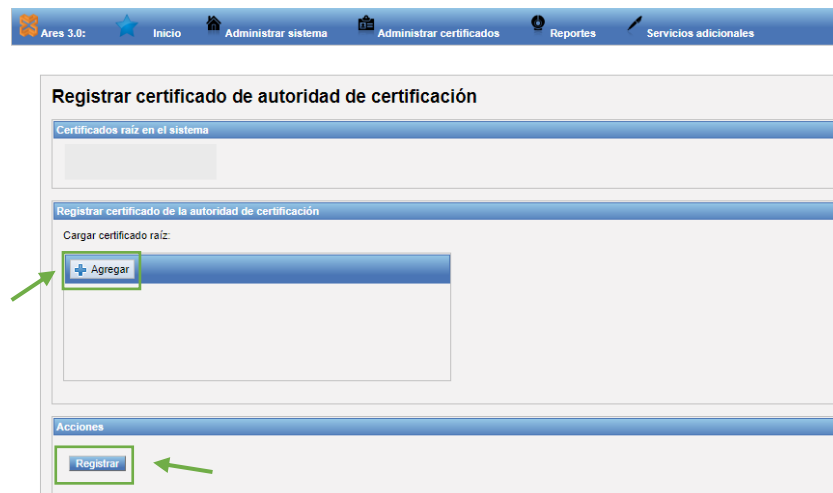 Ares 3.0: Inicio Administrar sistema Administrar certificados Reportes Servicios adicionales
Registrar certificado de autoridad de certificación
Certificados raíz en el sistema
Registrar certificado de la autoridad de certificación
Cargar certificado raíz:
Agregar
Acciones
Registrar